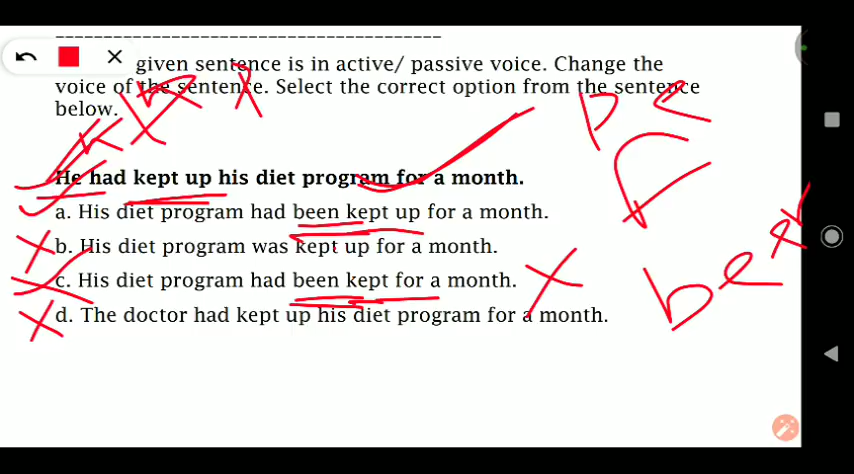 given sentence is in active/ passive voice. Change the
voice of the sentence. Select the correct option from the sentence
below.
He had kept up his diet program for a month.
a. His diet program had been kept up for a month.
b. His diet program was kept up for a month.
c. His diet program had been kept for a month.
d. The doctor had kept up his diet program for a month.